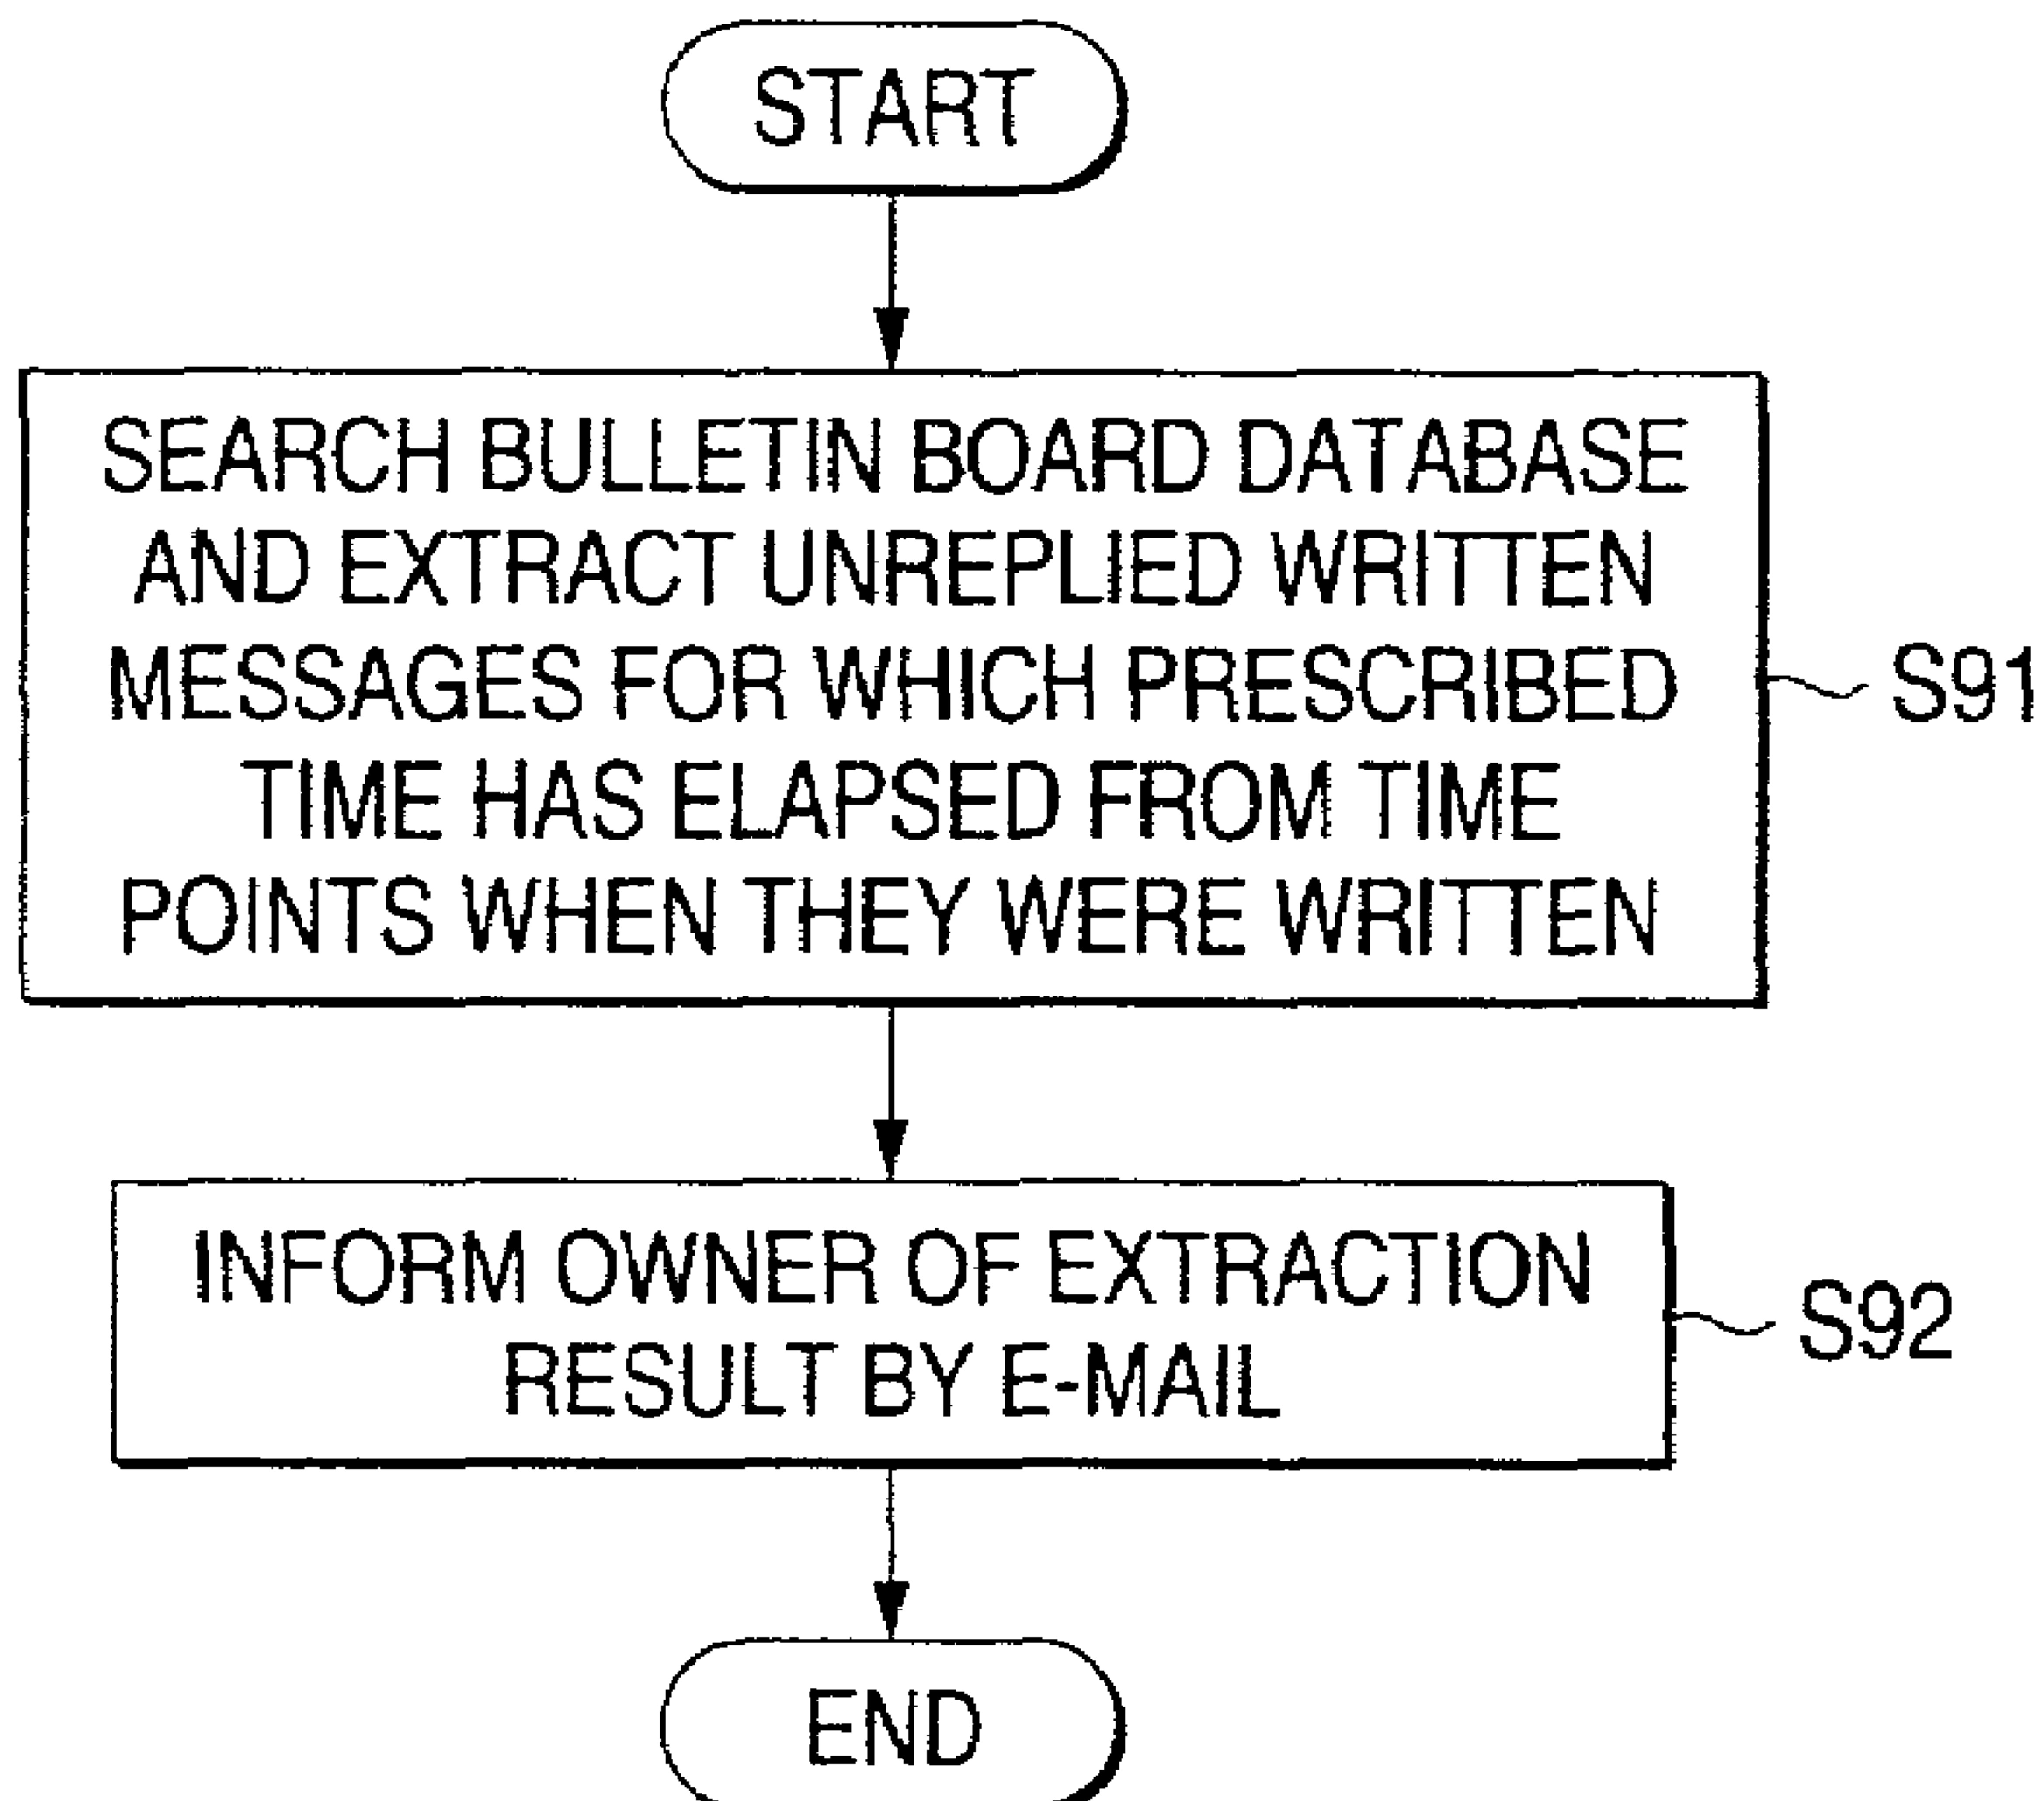 START
SEARCH BULLETIN BOARD DATABASE
AND EXTRACT UNREPLIED WRITTEN
MESSAGES FOR WHICH PRESCRIBED
TIME HAS ELAPSED FROM TIME
POINTS WHEN THEY WERE WRITTEN
S91
INFORM OWNER OF EXTRACTION
RESULT BY E-MAIL
S92
END